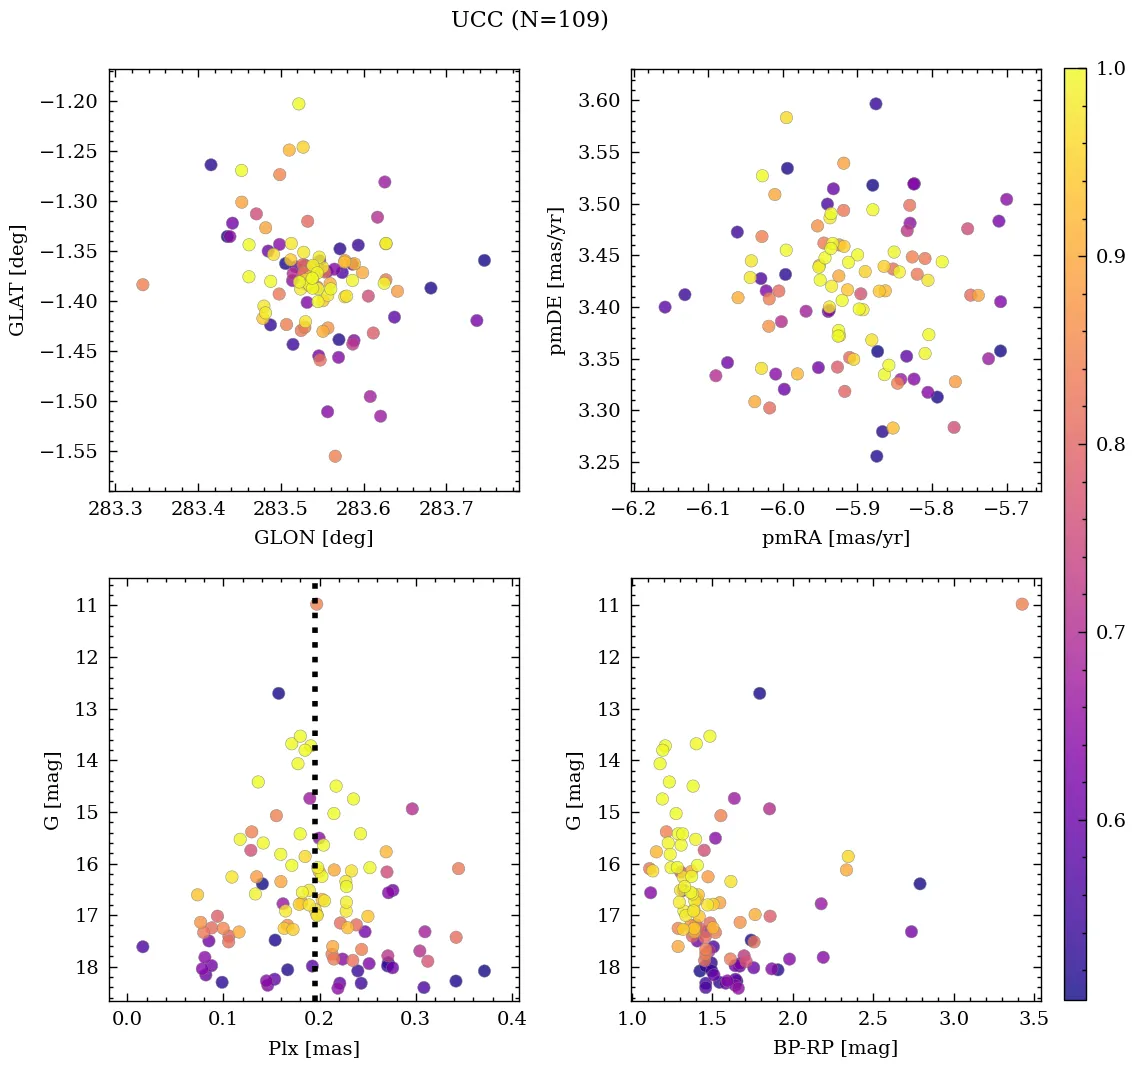 UCC (N=109)
−1.20
−1.25
−1.30
−1.35
−1.40
−1.45
−1.50
−1.55
GLAT [deg]
283.3 283.4 283.5 283.6 283.7
GLON [deg]
3.60
3.55
3.50
3.45
3.40
3.35
3.30
3.25
pmDE [mas/yr]
−6.2 −6.1 −6.0 −5.9 −5.8 −5.7
pmRA [mas/yr]
11
12
13
14
15
16
17
18
G [mag]
0.0 0.1 0.2 0.3 0.4
Plx [mas]
11
12
13
14
15
16
17
18
G [mag]
1.0 1.5 2.0 2.5 3.0 3.5
BP-RP [mag]
1.0
0.9
0.8
0.7
0.6